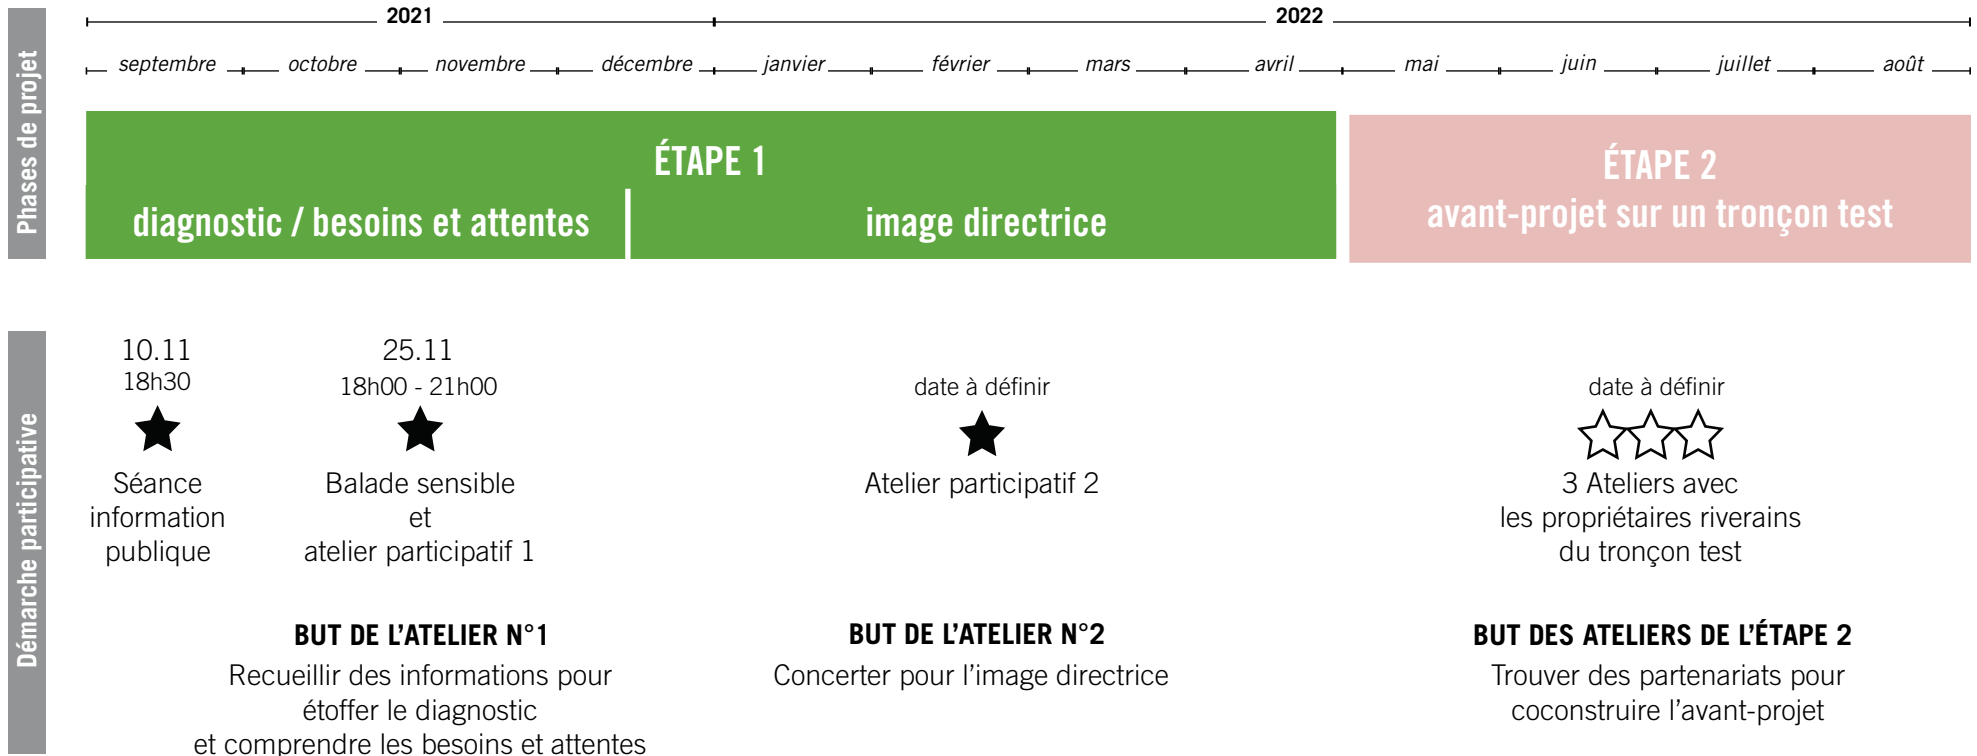 2021
2022
septembre
octobre
novembre
décembre
janvier
février
mars
avril
mai
juin
juillet
août
Phases de projet
ÉTAPE 1
diagnostic / besoins et attentes
image directrice
ÉTAPE 2
avant-projet sur un tronçon test
Démarche participative
10.11
18h30
Séance
information
publique
25.11
18h00 - 21h00
Balade sensible
et
atelier participatif 1
date à définir
Atelier participatif 2
date à définir
3 Ateliers avec
les propriétaires riverains
du tronçon test
BUT DE L’ATELIER N°1
Recueillir des informations pour
étoffer le diagnostic
et comprendre les besoins et attentes
BUT DE L’ATELIER N°2
Concerter pour l’image directrice
BUT DES ATELIERS DE L’ÉTAPE 2
Trouver des partenariats pour
coconstruire l’avant-projet